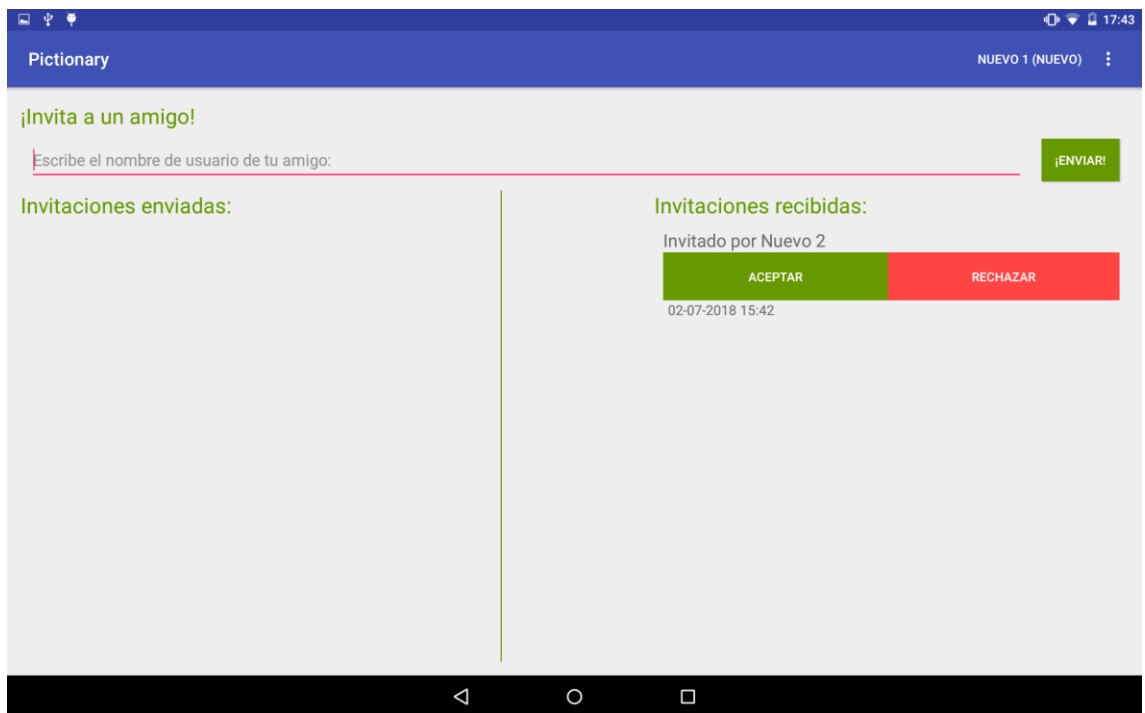 17:43
Pictionary
NUEVO 1 (NUEVO)
¡Invita a un amigo!
Escribe el nombre de usuario de tu amigo:
¡ENVIAR!
Invitaciones enviadas:
Invitaciones recibidas:
Invitado por Nuevo 2
ACEPTAR
RECHAZAR
02-07-2018 15:42